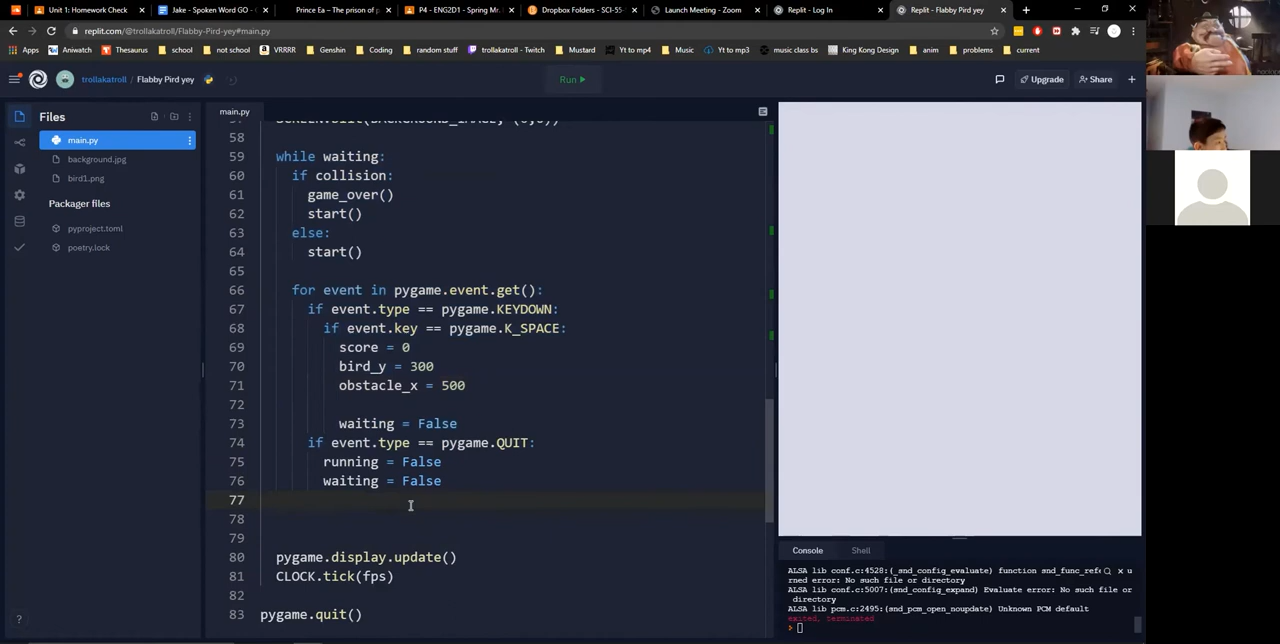 Unit 1: Homework Check
Jake - Spoken Word GO -
Prince Ea – The prison of p
P4 - ENG2D1 - Spring Mr.
Dropbox Folders - SCI-55
Launch Meeting - Zoom
Replit - Log In
Replit - Flabby Pird yey
replit.com/@trollakatroll/Flabby-Pird-yey#main.py
Apps
Aniwatch
Thesaurus
school
not school
VRRRR
Genshin
Coding
random stuff
trollakatroll - Twitch
Mustard
Yt to mp4
Music
Yt to mp3
music class bs
King Kong Design
anim
problems
current
trollakatroll / Flabby Pird yey
Run
Upgrade
Share
Files
main.py
background.jpg
bird1.png
Packager files
pyproject.toml
poetry.lock
main.py
SCREEN.blit(BACKGROUND_IMAGE, (0,0))
58
59 while waiting:
60 if collision:
61 game_over()
62 start()
63 else:
64 start()
65
66 for event in pygame.event.get():
67 if event.type == pygame.KEYDOWN:
68 if event.key == pygame.K_SPACE:
69 score = 0
70 bird_y = 300
71 obstacle_x = 500
72
73 waiting = False
74 if event.type == pygame.QUIT:
75 running = False
76 waiting = False
77
78
79
80 pygame.display.update()
81 CLOCK.tick(fps)
82
83 pygame.quit()
Console
Shell
ALSA lib conf.c:4528:(_snd_config_evaluate) function snd_func_refe
urned error: No such file or directory
ALSA lib conf.c:5007:(snd_config_expand) Evaluate error: No such file or
directory
ALSA lib pcm.c:2495:(snd_pcm_open_noupdate) Unknown PCM default
exited, terminated
>
?